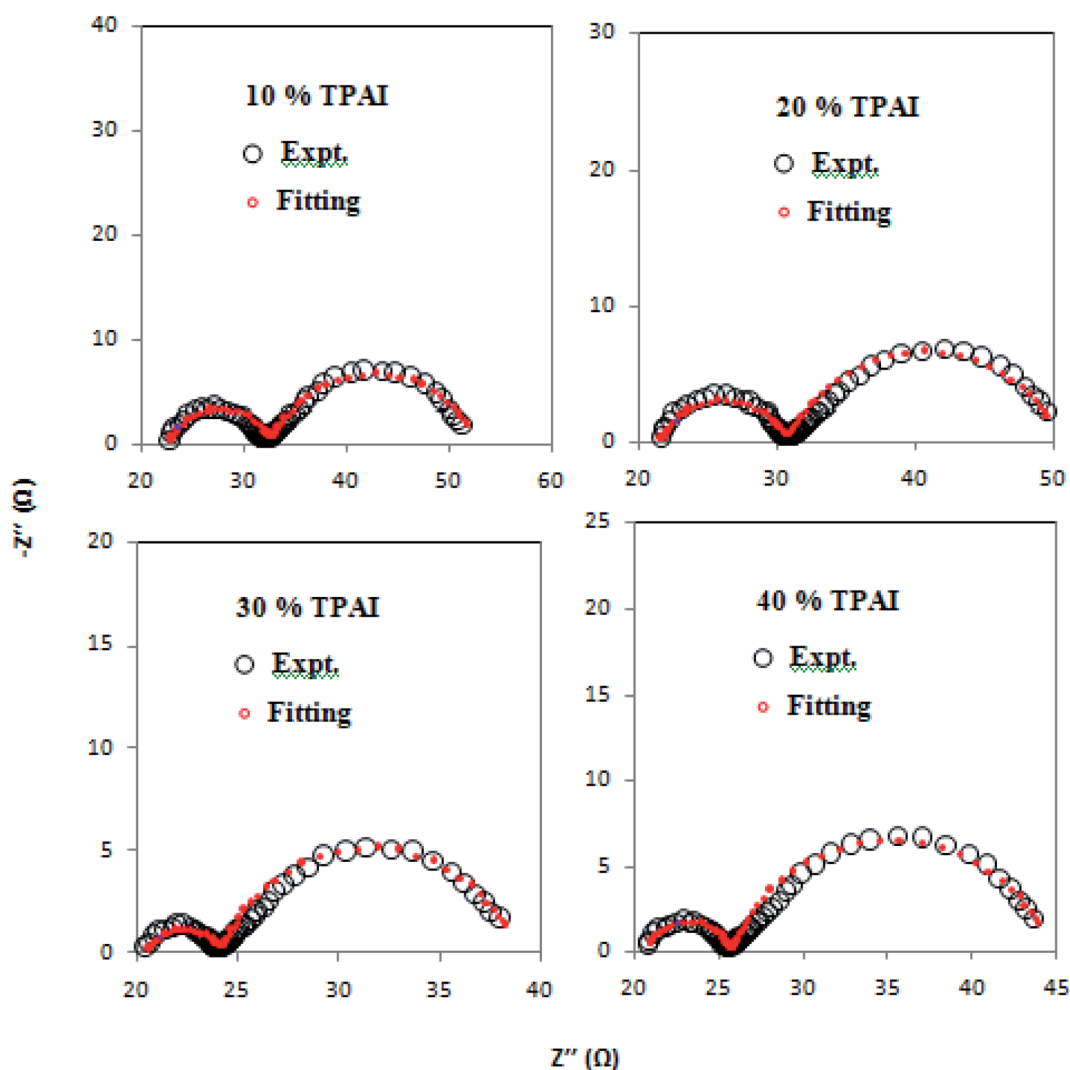 40
30
20
10
0
20 30 40 50 60
10 % TPAI
Expt.
Fitting
30
20
10
0
20 30 40 50
20 % TPAI
Expt.
Fitting
-Z′′ (Ω)
20
15
10
5
0
20 25 30 35 40
30 % TPAI
Expt.
Fitting
25
20
15
10
5
0
20 25 30 35 40 45
40 % TPAI
Expt.
Fitting
Z′′ (Ω)